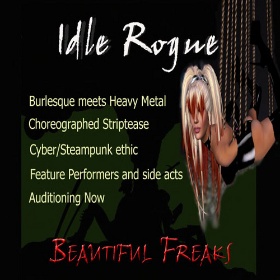 Idle Rogue
Burlesque meets Heavy Metal
Choreographed Striptease
Cyber/Steampunk ethic
Feature Performers and side acts
Auditioning Now
Beautiful Freaks